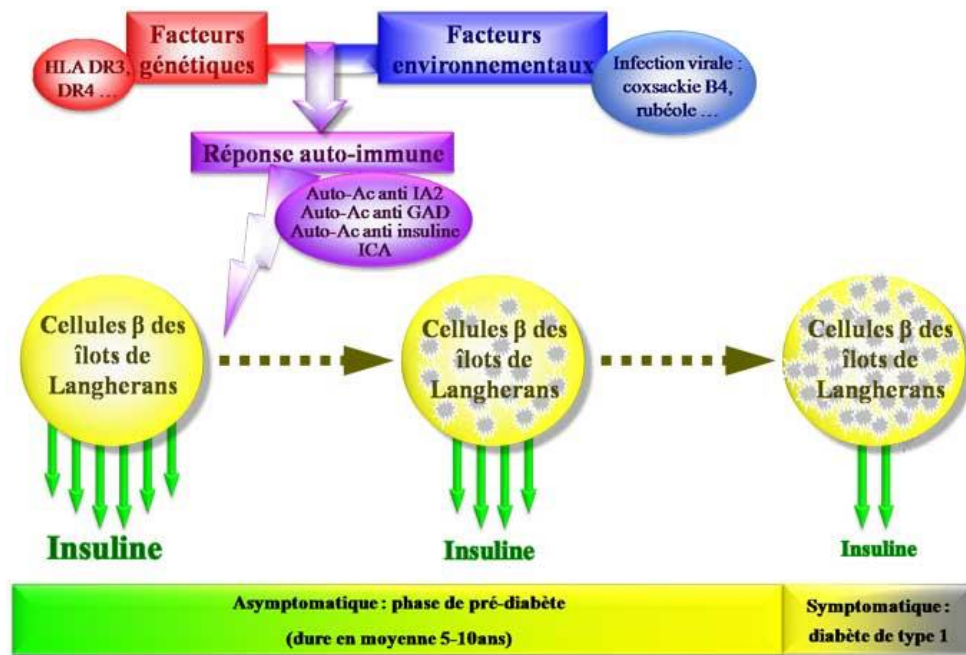 Facteurs
génétiques
Facteurs
environnementaux
HLA DR3,
DR4 ...
Infection virale :
coxsackie B4,
rubéole ...
Réponse auto-immune
Auto-Ac anti IA2
Auto-Ac anti GAD
Auto-Ac anti insuline
ICA
Cellules β des
îlots de
Langherans
Cellules β des
îlots de
Langherans
Cellules β des
îlots de
Langherans
Insuline
Insuline
Insuline
Asymptomatique : phase de pré-diabète
(dure en moyenne 5-10ans)
Symptomatique :
diabète de type 1